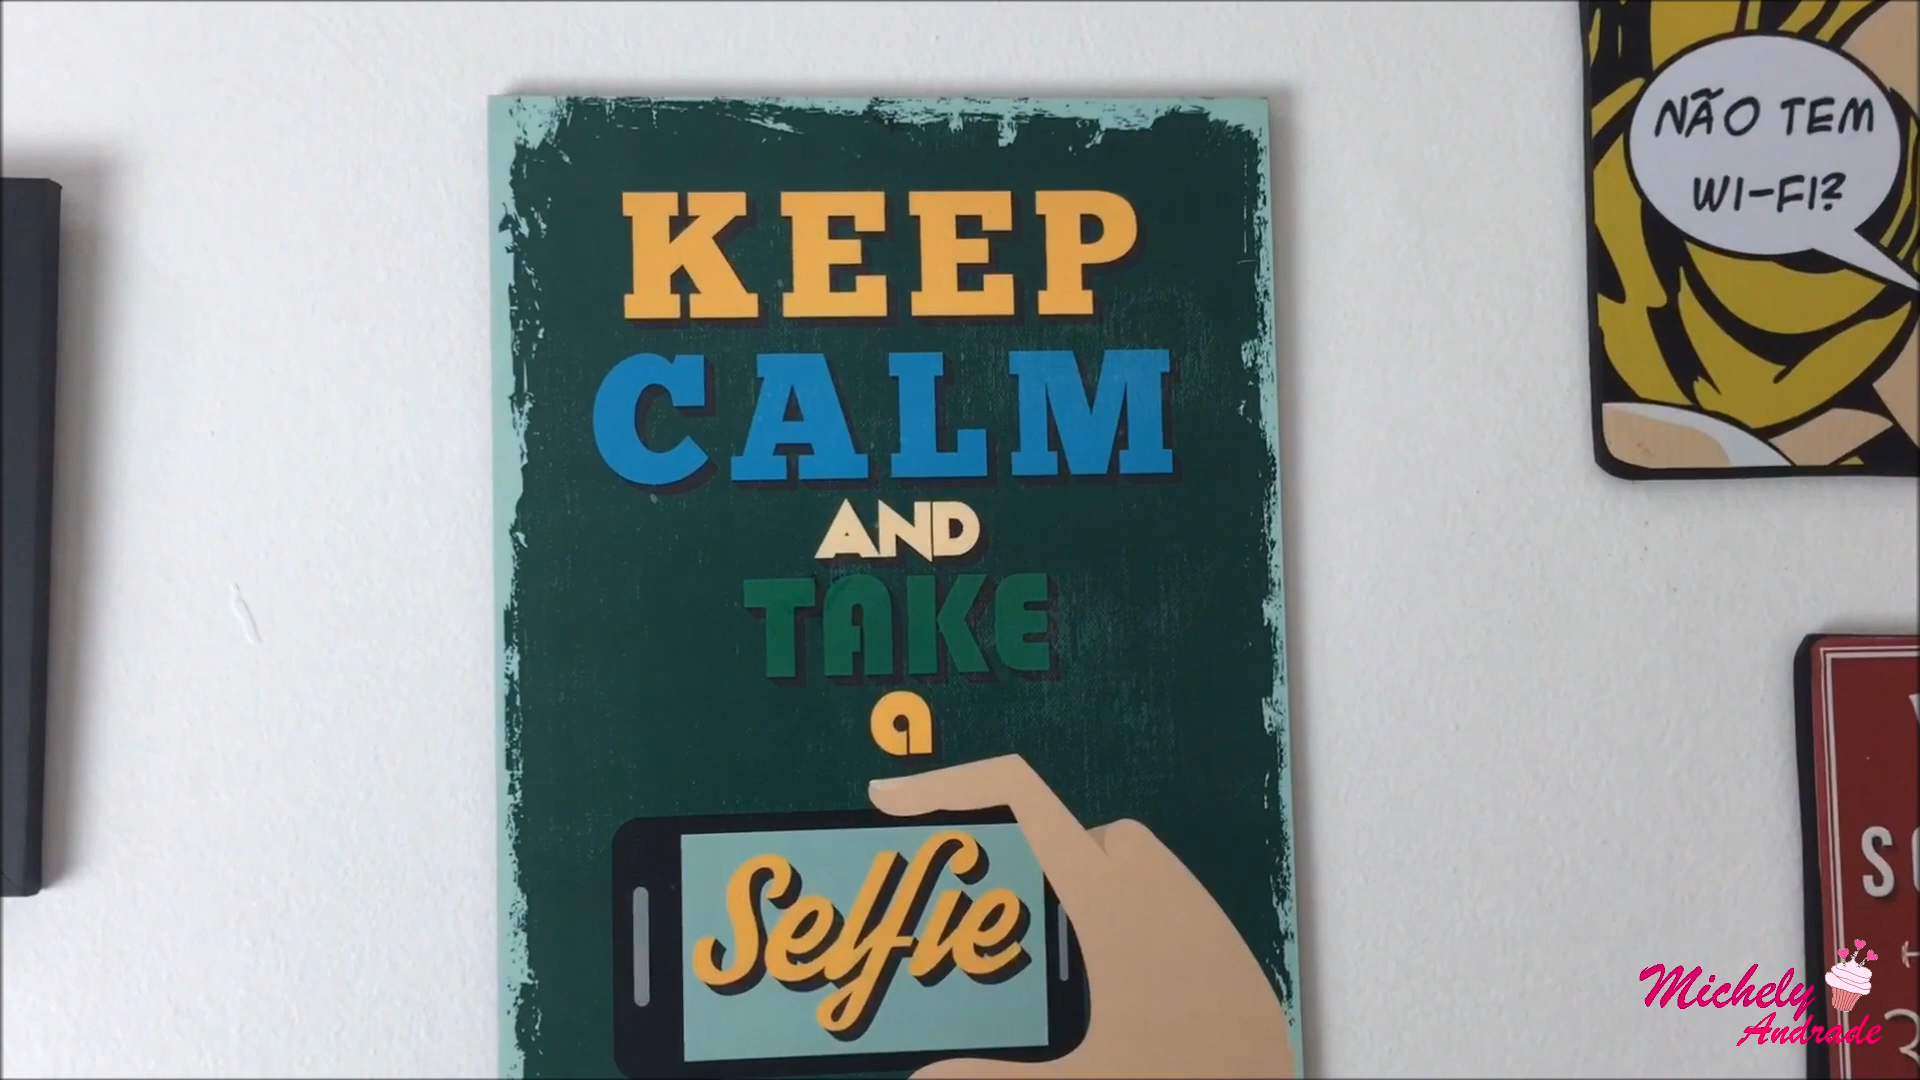 KEEP
CALM
AND
TAKE
a
Selfie
NÃO TEM
WI-FI?
Michely
Andrade